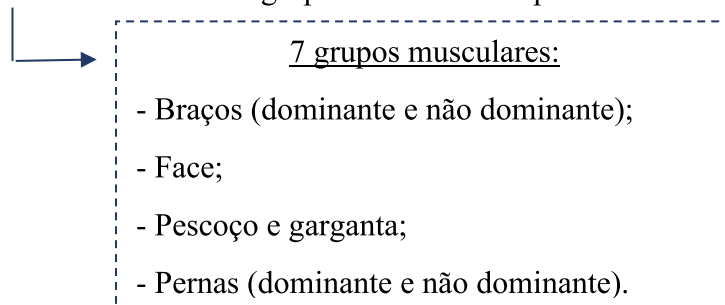 7 grupos musculares:
- Braços (dominante e não dominante);
- Face;
- Pescoço e garganta;
- Pernas (dominante e não dominante).